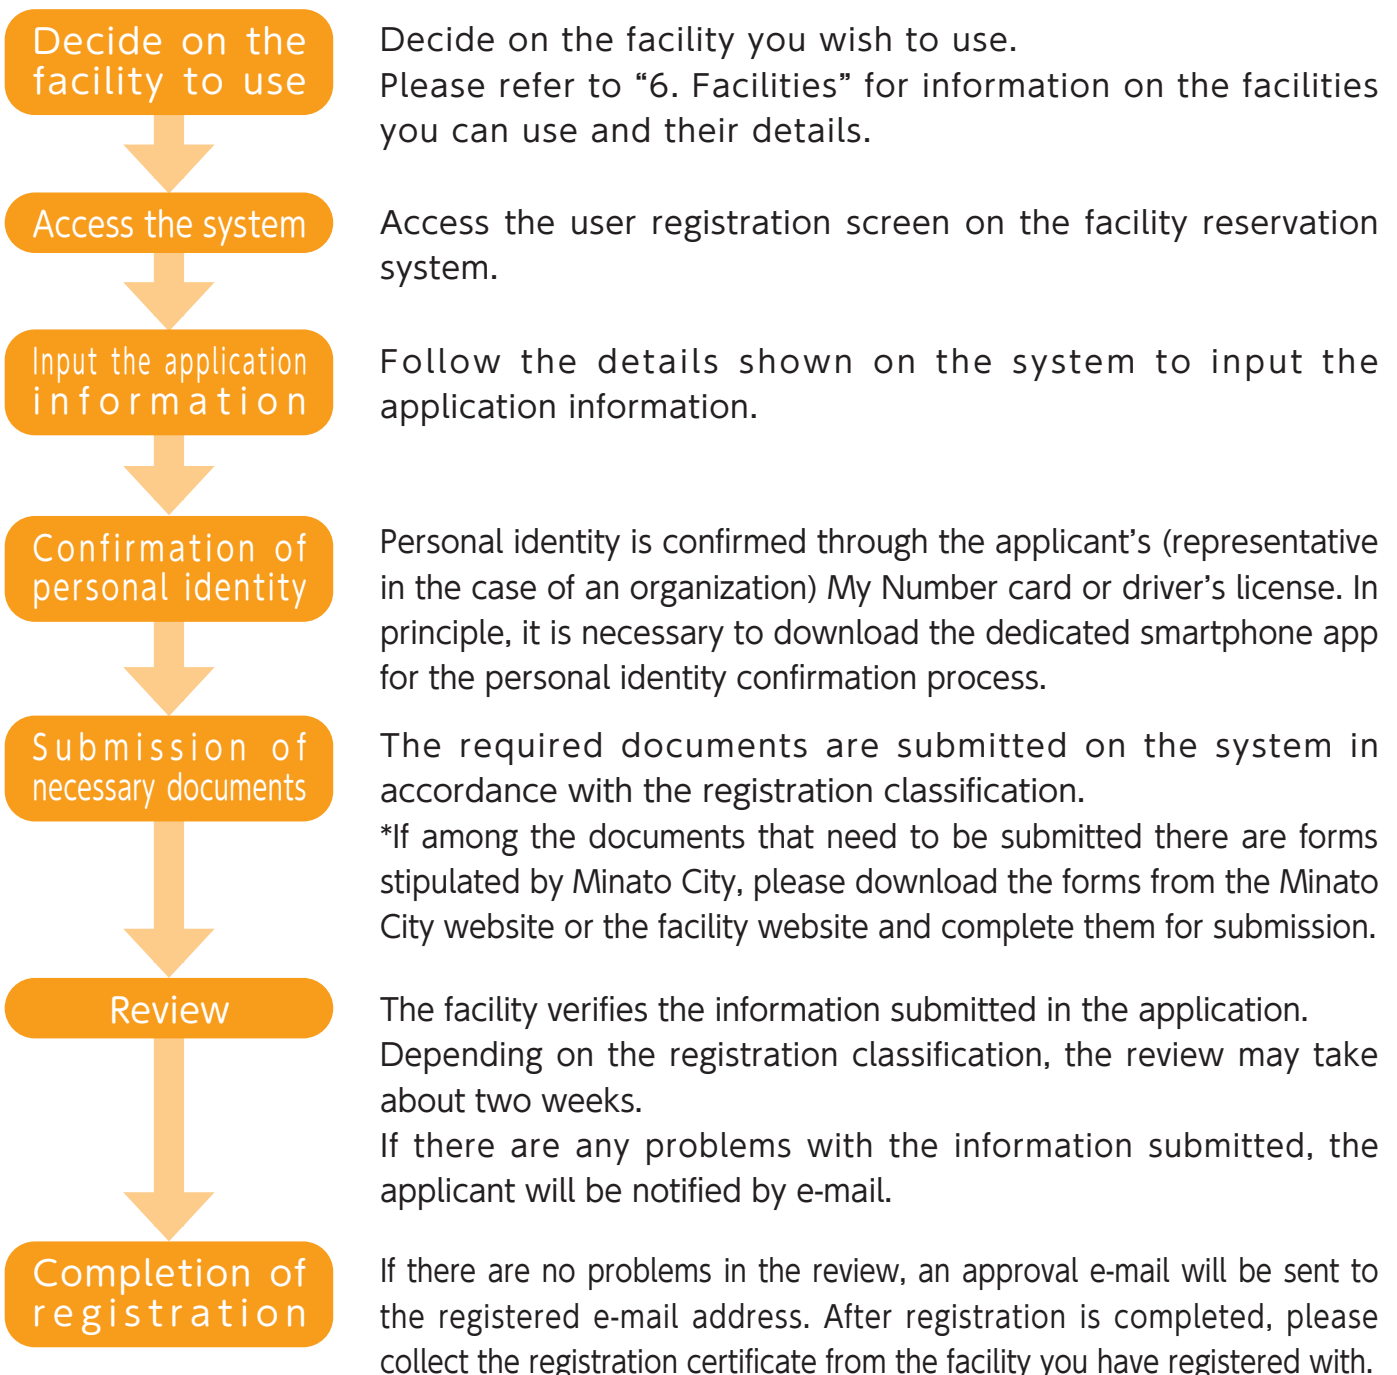 Decide on the
facility to use
Decide on the facility you wish to use.
Please refer to “6. Facilities” for information on the facilities
you can use and their details.
Access the system
Access the user registration screen on the facility reservation
system.
Input the application
information
Follow the details shown on the system to input the
application information.
Confirmation of
personal identity
Personal identity is confirmed through the applicant’s (representative
in the case of an organization) My Number card or driver’s license. In
principle, it is necessary to download the dedicated smartphone app
for the personal identity confirmation process.
Submission of
necessary documents
The required documents are submitted on the system in
accordance with the registration classification.
*If among the documents that need to be submitted there are forms
stipulated by Minato City, please download the forms from the Minato
City website or the facility website and complete them for submission.
Review
The facility verifies the information submitted in the application.
Depending on the registration classification, the review may take
about two weeks.
If there are any problems with the information submitted, the
applicant will be notified by e-mail.
Completion of
registration
If there are no problems in the review, an approval e-mail will be sent to
the registered e-mail address. After registration is completed, please
collect the registration certificate from the facility you have registered with.